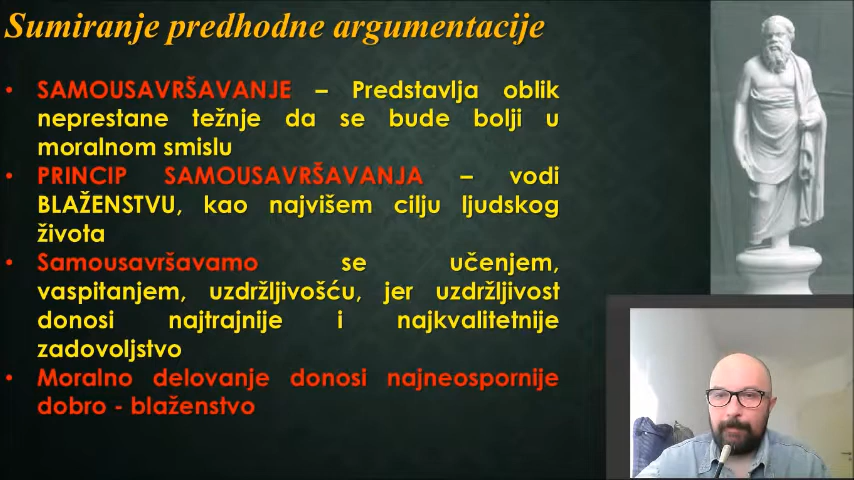 Sumiranje predhodne argumentacije
• SAMOUSAVRŠAVANJE – Predstavlja oblik
neprestane težnje da se bude bolji u
moralnom smislu
• PRINCIP SAMOUSAVRŠAVANJA – vodi
BLAŽENSTVU, kao najvišem cilju ljudskog
života
• Samousavršavamo se učenjem,
vaspitanjem, uzdržljivošću, jer uzdržljivost
donosi najtrajnije i najkvalitetnije
zadovoljstvo
• Moralno delovanje donosi najneospornije
dobro - blaženstvo